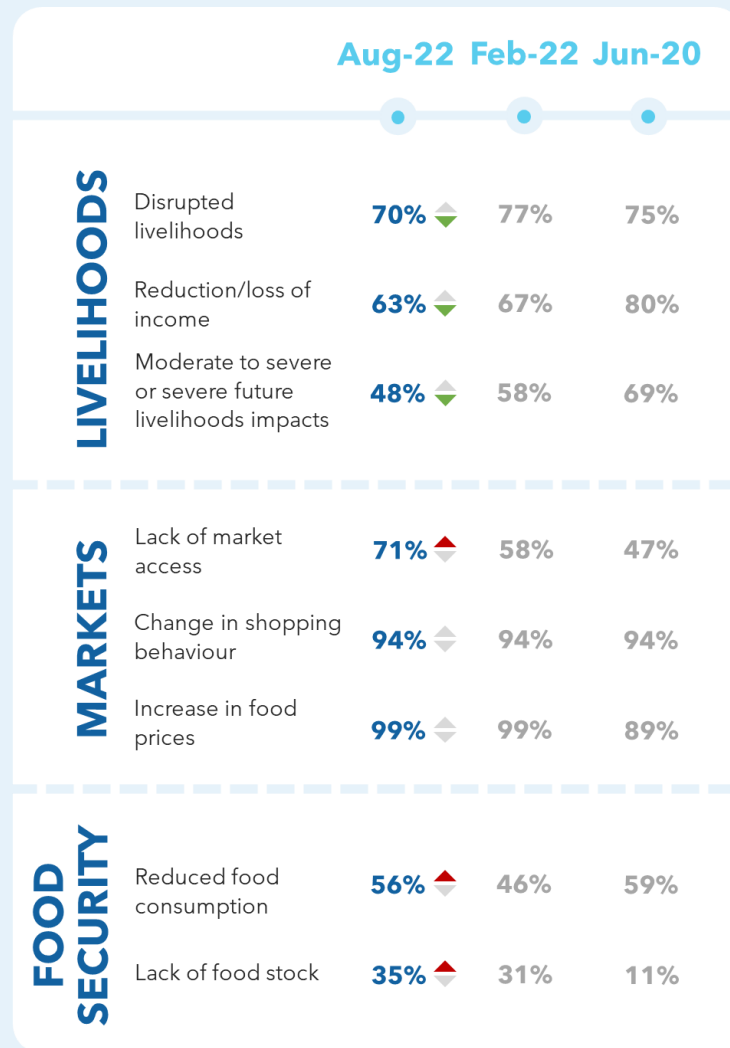 Aug-22 Feb-22 Jun-20
LIVELIHOODS
Disrupted
livelihoods
70% 77% 75%
Reduction/loss of
income
63% 67% 80%
Moderate to severe
or severe future
livelihoods impacts
48% 58% 69%
MARKETS
Lack of market
access
71% 58% 47%
Change in shopping
behaviour
94% 94% 94%
Increase in food
prices
99% 99% 89%
FOOD
SECURITY
Reduced food
consumption
56% 46% 59%
Lack of food stock
35% 31% 11%